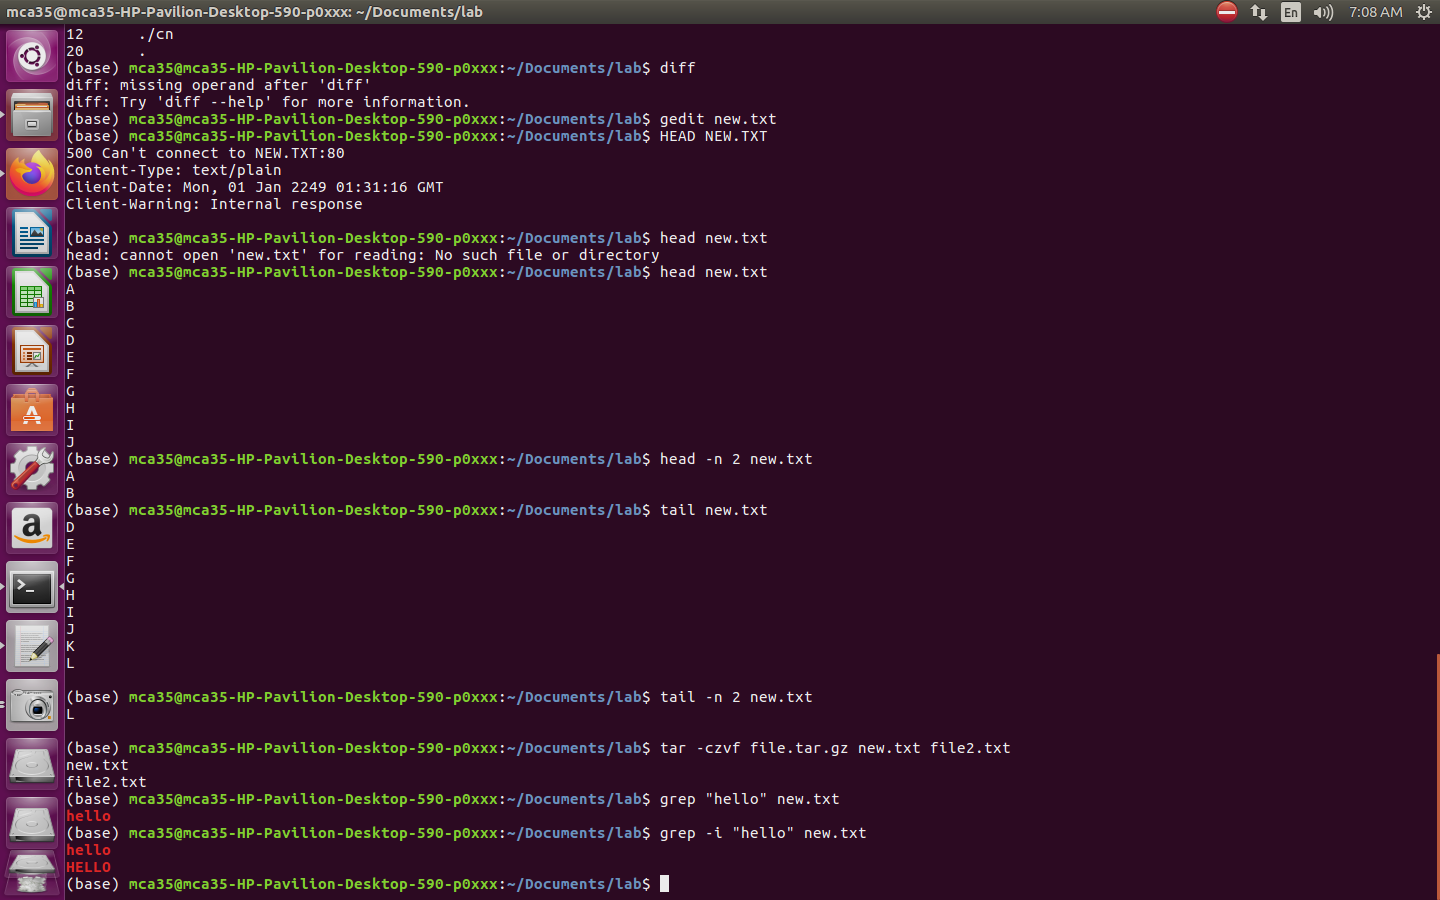 mca35@mca35-HP-Pavilion-Desktop-590-p0xxx: ~/Documents/lab
En
7:08 AM
12      ./cn
20      .
(base) mca35@mca35-HP-Pavilion-Desktop-590-p0xxx:~/Documents/lab$ diff
diff: missing operand after 'diff'
diff: Try 'diff --help' for more information.
(base) mca35@mca35-HP-Pavilion-Desktop-590-p0xxx:~/Documents/lab$ gedit new.txt
(base) mca35@mca35-HP-Pavilion-Desktop-590-p0xxx:~/Documents/lab$ HEAD NEW.TXT
500 Can't connect to NEW.TXT:80
Content-Type: text/plain
Client-Date: Mon, 01 Jan 2249 01:31:16 GMT
Client-Warning: Internal response
(base) mca35@mca35-HP-Pavilion-Desktop-590-p0xxx:~/Documents/lab$ head new.txt
head: cannot open 'new.txt' for reading: No such file or directory
(base) mca35@mca35-HP-Pavilion-Desktop-590-p0xxx:~/Documents/lab$ head new.txt
A
B
C
D
E
F
G
H
I
J
(base) mca35@mca35-HP-Pavilion-Desktop-590-p0xxx:~/Documents/lab$ head -n 2 new.txt
A
B
(base) mca35@mca35-HP-Pavilion-Desktop-590-p0xxx:~/Documents/lab$ tail new.txt
D
E
F
G
H
I
J
K
L
(base) mca35@mca35-HP-Pavilion-Desktop-590-p0xxx:~/Documents/lab$ tail -n 2 new.txt
L
(base) mca35@mca35-HP-Pavilion-Desktop-590-p0xxx:~/Documents/lab$ tar -czvf file.tar.gz new.txt file2.txt
new.txt
file2.txt
(base) mca35@mca35-HP-Pavilion-Desktop-590-p0xxx:~/Documents/lab$ grep "hello" new.txt
hello
(base) mca35@mca35-HP-Pavilion-Desktop-590-p0xxx:~/Documents/lab$ grep -i "hello" new.txt
hello
HELLO
(base) mca35@mca35-HP-Pavilion-Desktop-590-p0xxx:~/Documents/lab$